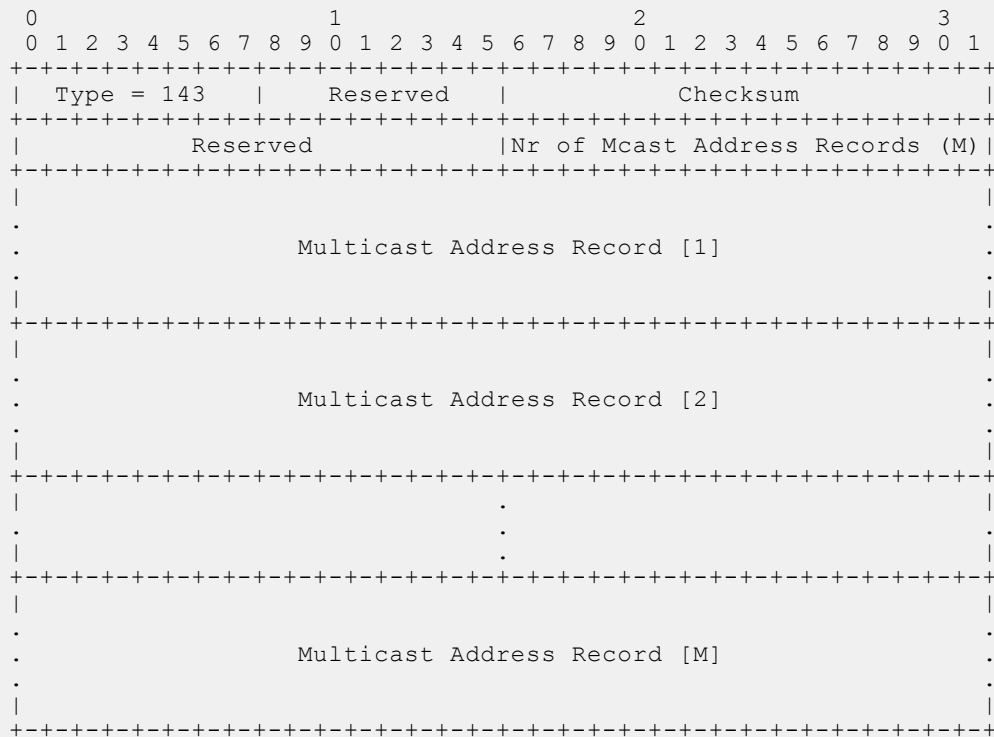 0                   1                   2                   3
 0 1 2 3 4 5 6 7 8 9 0 1 2 3 4 5 6 7 8 9 0 1 2 3 4 5 6 7 8 9 0 1
+-+-+-+-+-+-+-+-+-+-+-+-+-+-+-+-+-+-+-+-+-+-+-+-+-+-+-+-+-+-+-+-+
|  Type = 143   |    Reserved   |           Checksum            |
+-+-+-+-+-+-+-+-+-+-+-+-+-+-+-+-+-+-+-+-+-+-+-+-+-+-+-+-+-+-+-+-+
|           Reserved            |Nr of Mcast Address Records (M)|
+-+-+-+-+-+-+-+-+-+-+-+-+-+-+-+-+-+-+-+-+-+-+-+-+-+-+-+-+-+-+-+-+
|                                                               |
.                                                               .
.                  Multicast Address Record [1]                 .
.                                                               .
|                                                               |
+-+-+-+-+-+-+-+-+-+-+-+-+-+-+-+-+-+-+-+-+-+-+-+-+-+-+-+-+-+-+-+-+
|                                                               |
.                                                               .
.                  Multicast Address Record [2]                 .
.                                                               .
|                                                               |
+-+-+-+-+-+-+-+-+-+-+-+-+-+-+-+-+-+-+-+-+-+-+-+-+-+-+-+-+-+-+-+-+
|                               .                               |
.                               .                               .
|                               .                               |
+-+-+-+-+-+-+-+-+-+-+-+-+-+-+-+-+-+-+-+-+-+-+-+-+-+-+-+-+-+-+-+-+
|                                                               |
.                                                               .
.                  Multicast Address Record [M]                 .
.                                                               .
|                                                               |
+-+-+-+-+-+-+-+-+-+-+-+-+-+-+-+-+-+-+-+-+-+-+-+-+-+-+-+-+-+-+-+-+